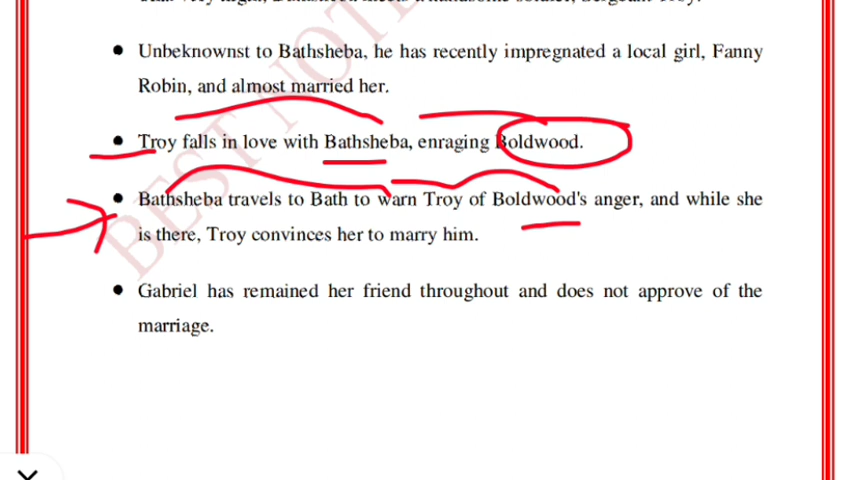 • Unbeknownst to Bathsheba, he has recently impregnated a local girl, Fanny
Robin, and almost married her.
• Troy falls in love with Bathsheba, enraging Boldwood.
• Bathsheba travels to Bath to warn Troy of Boldwood's anger, and while she
is there, Troy convinces her to marry him.
• Gabriel has remained her friend throughout and does not approve of the
marriage.
BEST NOTE